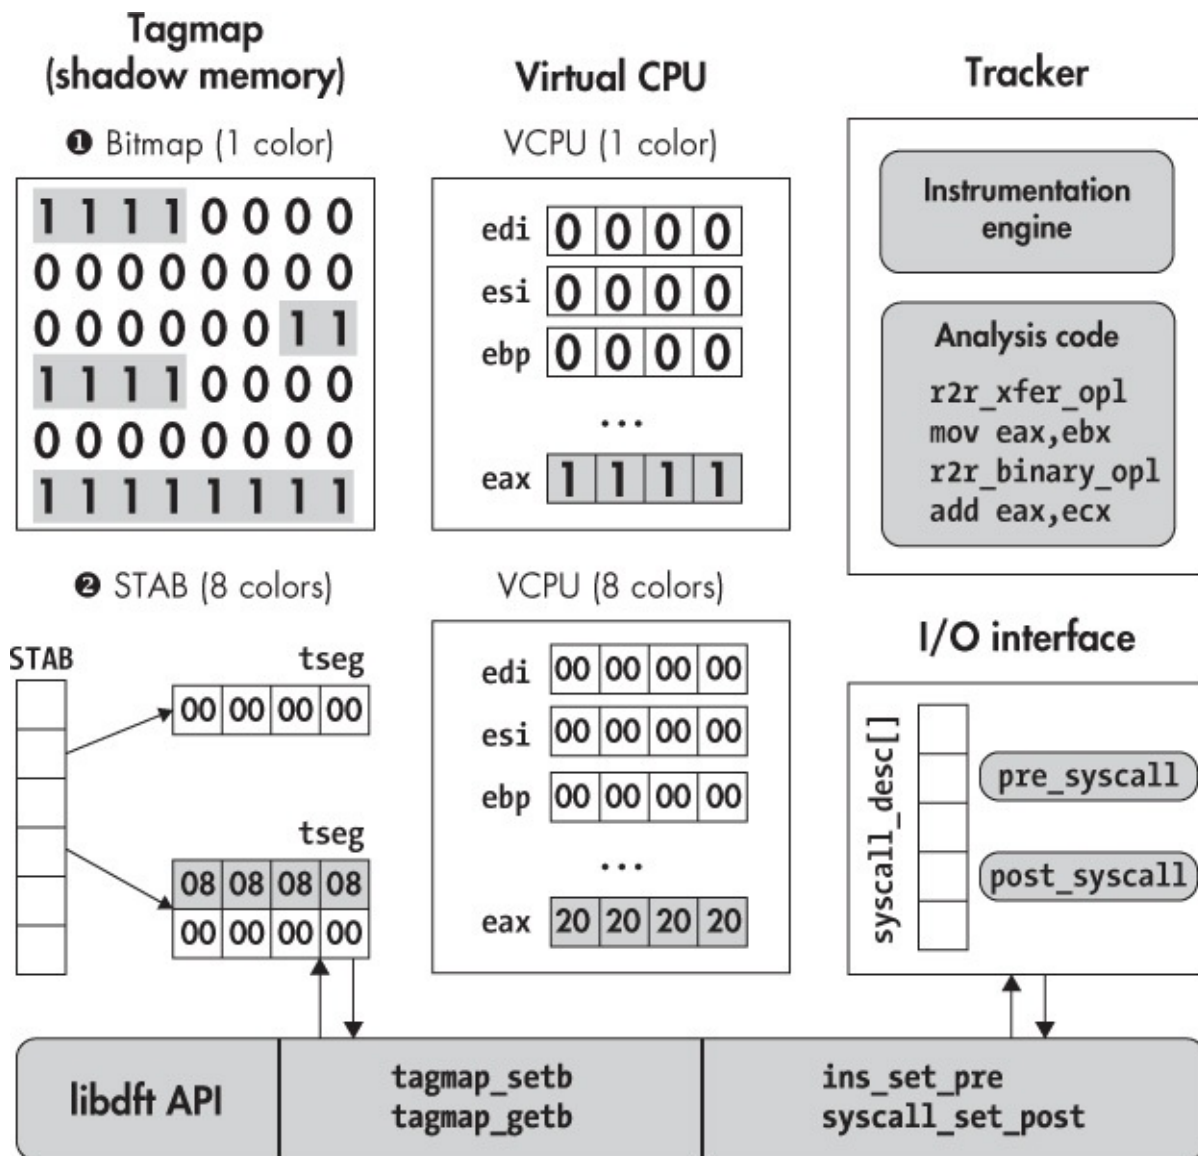 Tagmap
(shadow memory)
❶ Bitmap (1 color)
1 1 1 1 0 0 0 0
0 0 0 0 0 0 0 0
0 0 0 0 0 0 1 1
1 1 1 1 0 0 0 0
0 0 0 0 0 0 0 0
1 1 1 1 1 1 1 1
❷ STAB (8 colors)
STAB
tseg
00 00 00 00
tseg
08 08 08 08
00 00 00 00
Virtual CPU
VCPU (1 color)
edi 0 0 0 0
esi 0 0 0 0
ebp 0 0 0 0
...
eax 1 1 1 1
VCPU (8 colors)
edi 00 00 00 00
esi 00 00 00 00
ebp 00 00 00 00
...
eax 20 20 20 20
Tracker
Instrumentation
engine
Analysis code
r2r_xfer_opl
mov eax,ebx
r2r_binary_opl
add eax,ecx
I/O interface
syscall_desc[]
pre_syscall
post_syscall
libdft API
tagmap_setb
tagmap_getb
ins_set_pre
syscall_set_post